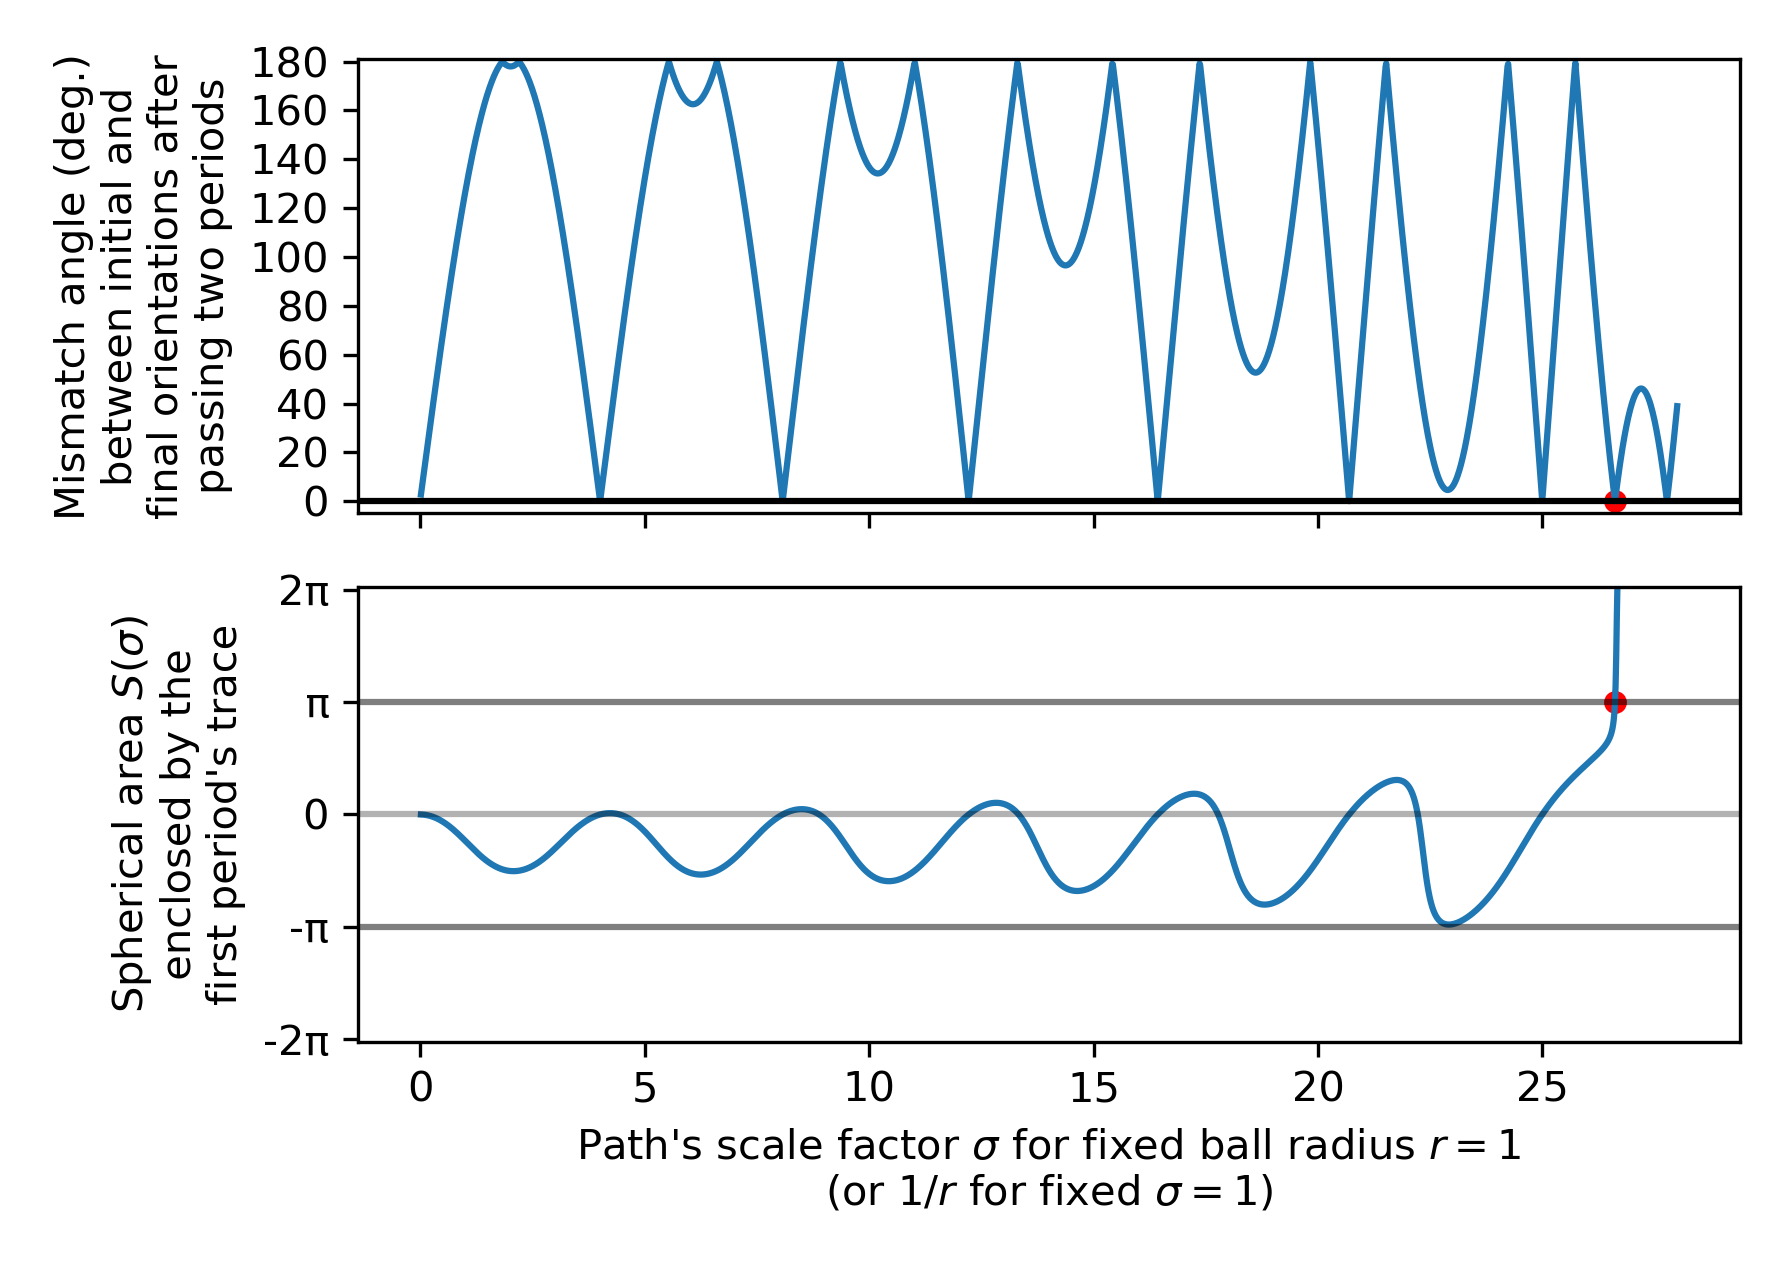 Mismatch angle (deg.)
between initial and
final orientations after
passing two periods
180
160
140
120
100
80
60
40
20
0
Spherical area S(σ)
enclosed by the
first period's trace
2π
π
0
-π
-2π
0 5 10 15 20 25
Path's scale factor σ for fixed ball radius r = 1
(or 1/r for fixed σ = 1)